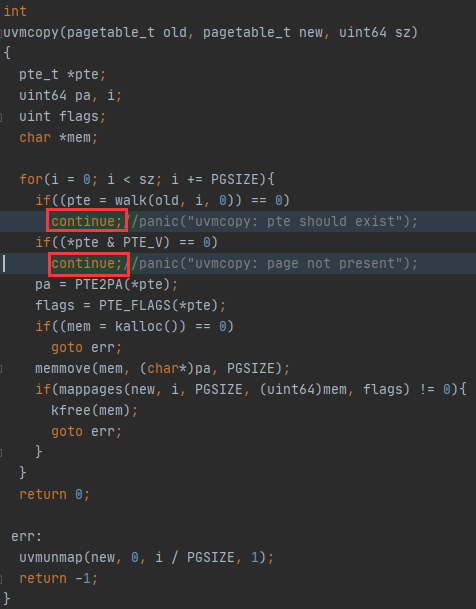 int
uvmcopy(pagetable_t old, pagetable_t new, uint64 sz)
{
  pte_t *pte;
  uint64 pa, i;
  uint flags;
  char *mem;

  for(i = 0; i < sz; i += PGSIZE){
    if((pte = walk(old, i, 0)) == 0)
      continue;//panic("uvmcopy: pte should exist");
    if((*pte & PTE_V) == 0)
      continue;//panic("uvmcopy: page not present");
    pa = PTE2PA(*pte);
    flags = PTE_FLAGS(*pte);
    if((mem = kalloc()) == 0)
      goto err;
    memmove(mem, (char*)pa, PGSIZE);
    if(mappages(new, i, PGSIZE, (uint64)mem, flags) != 0){
      kfree(mem);
      goto err;
    }
  }
  return 0;

 err:
  uvmunmap(new, 0, i / PGSIZE, 1);
  return -1;
}